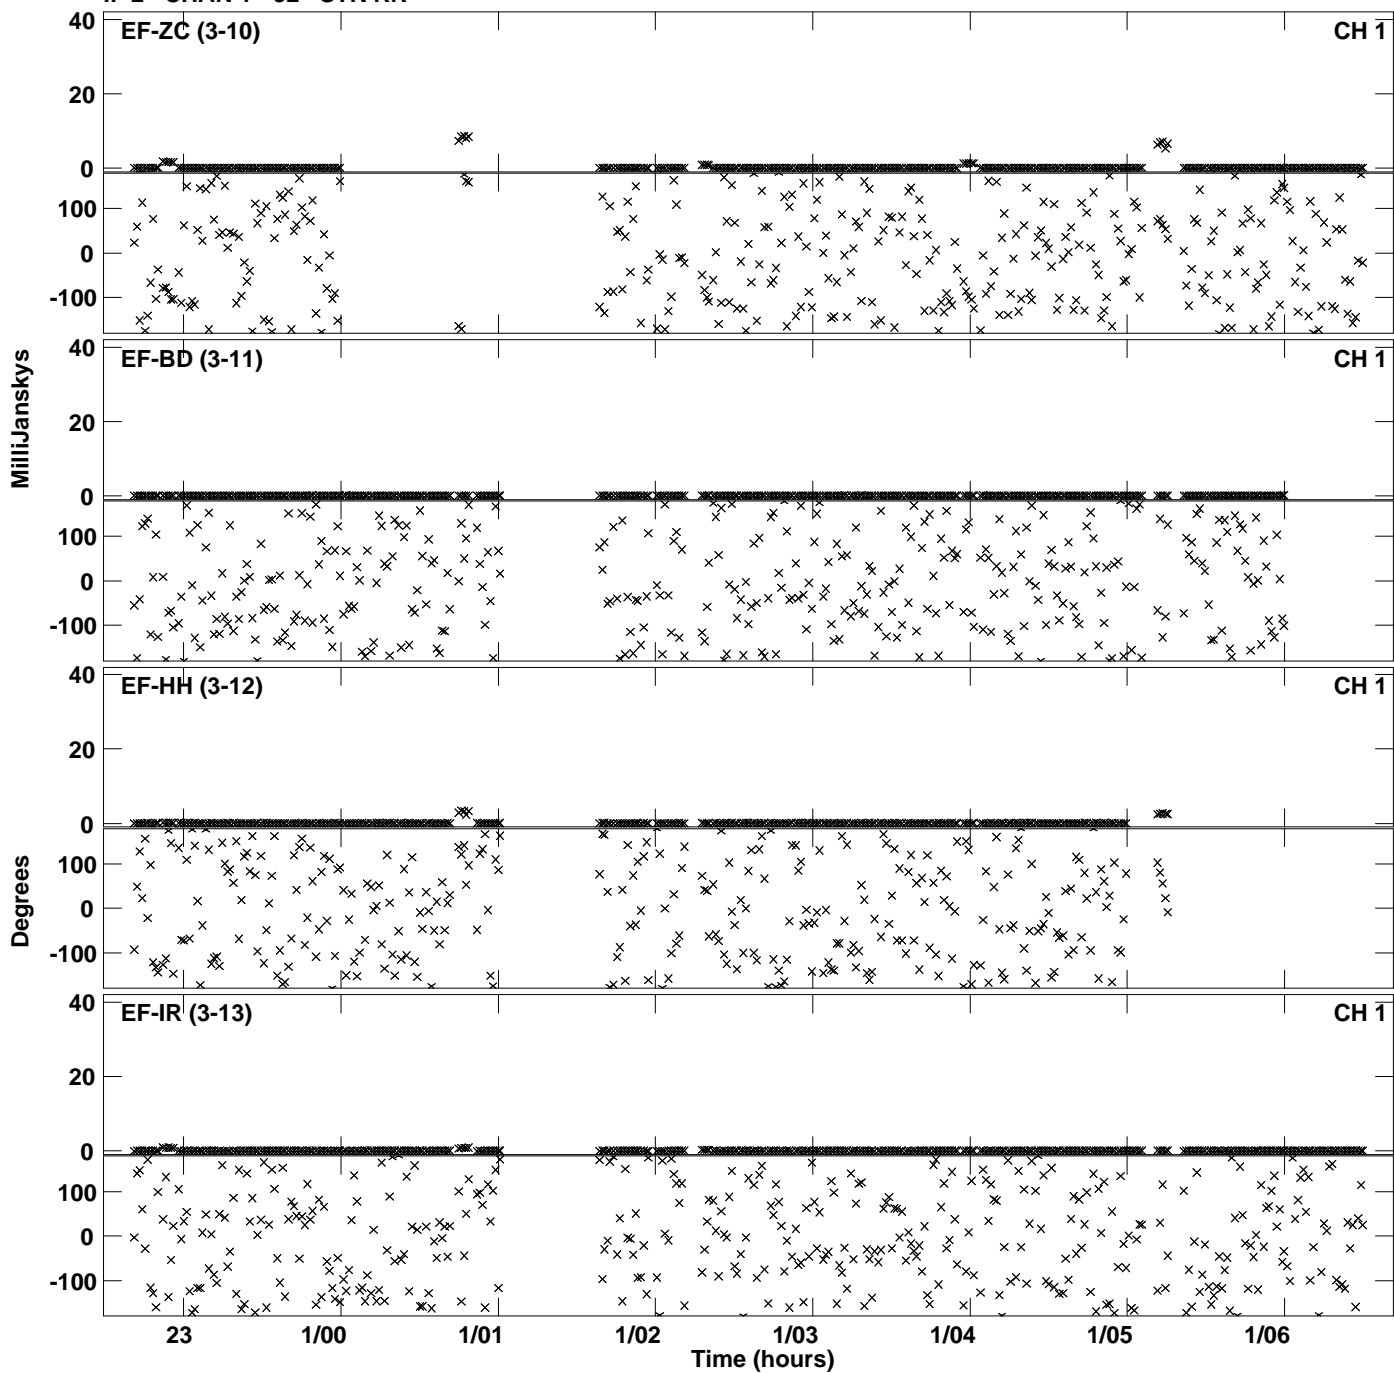 40 EF-ZC (3-10) CH 1
20
0
100
0
-100
40 EF-BD (3-11) CH 1
20
0
100
0
-100
MilliJanskys
40 EF-HH (3-12) CH 1
20
0
100
0
-100
Degrees
40 EF-IR (3-13) CH 1
20
0
100
0
-100
23 1/00 1/01 1/02 1/03 1/04 1/05 1/06
Time (hours)